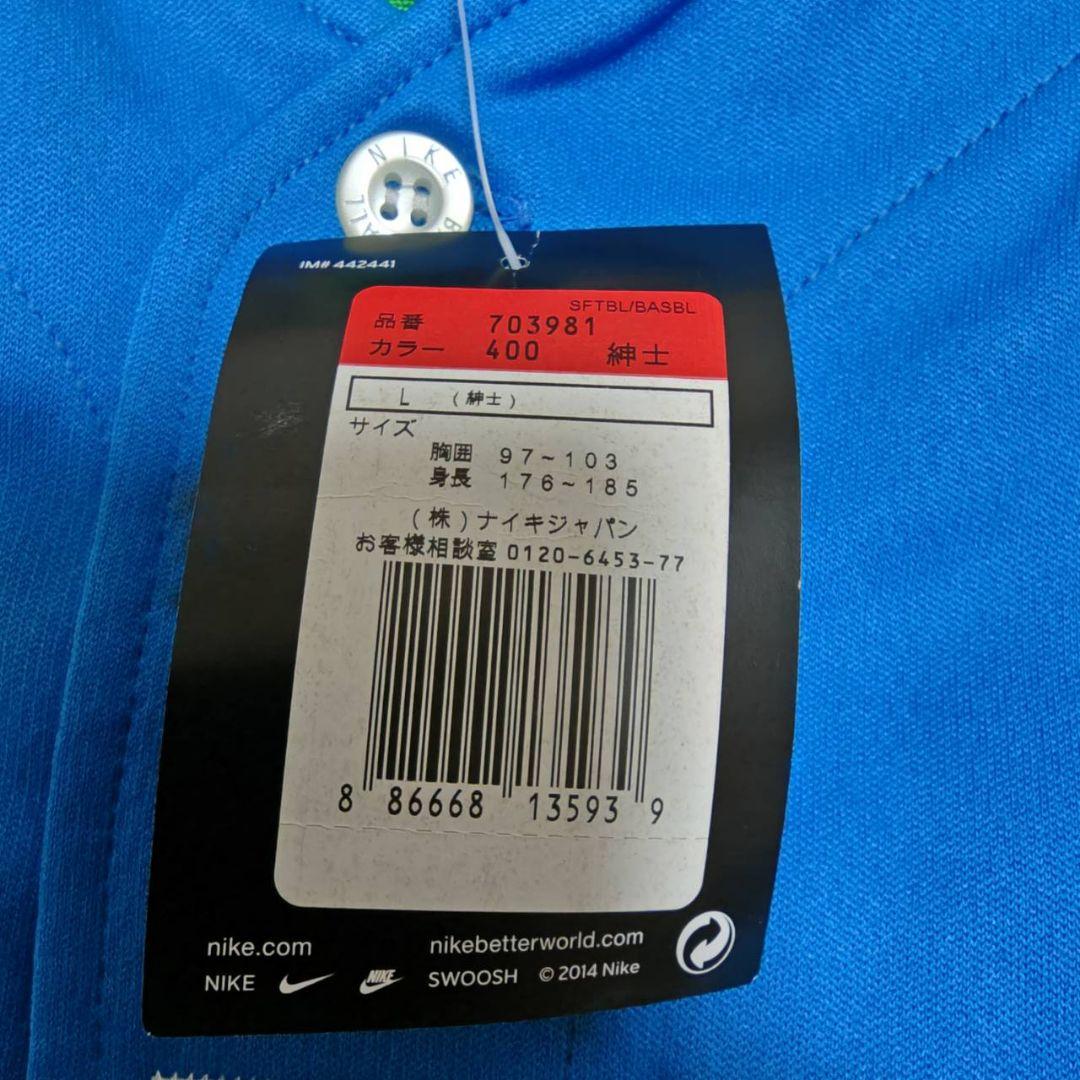 NIKE B ALL
IM# 442441
SFTBL/BASBL
品番 703981
カラー 400 紳士
L (紳士)
サイズ
胸囲 97~103
身長 176~185
(株)ナイキジャパン
お客様相談室 0120-6453-77
8 86668 13593 9
nike.com nikebetterworld.com
NIKE NIKE SWOOSH © 2014 Nike